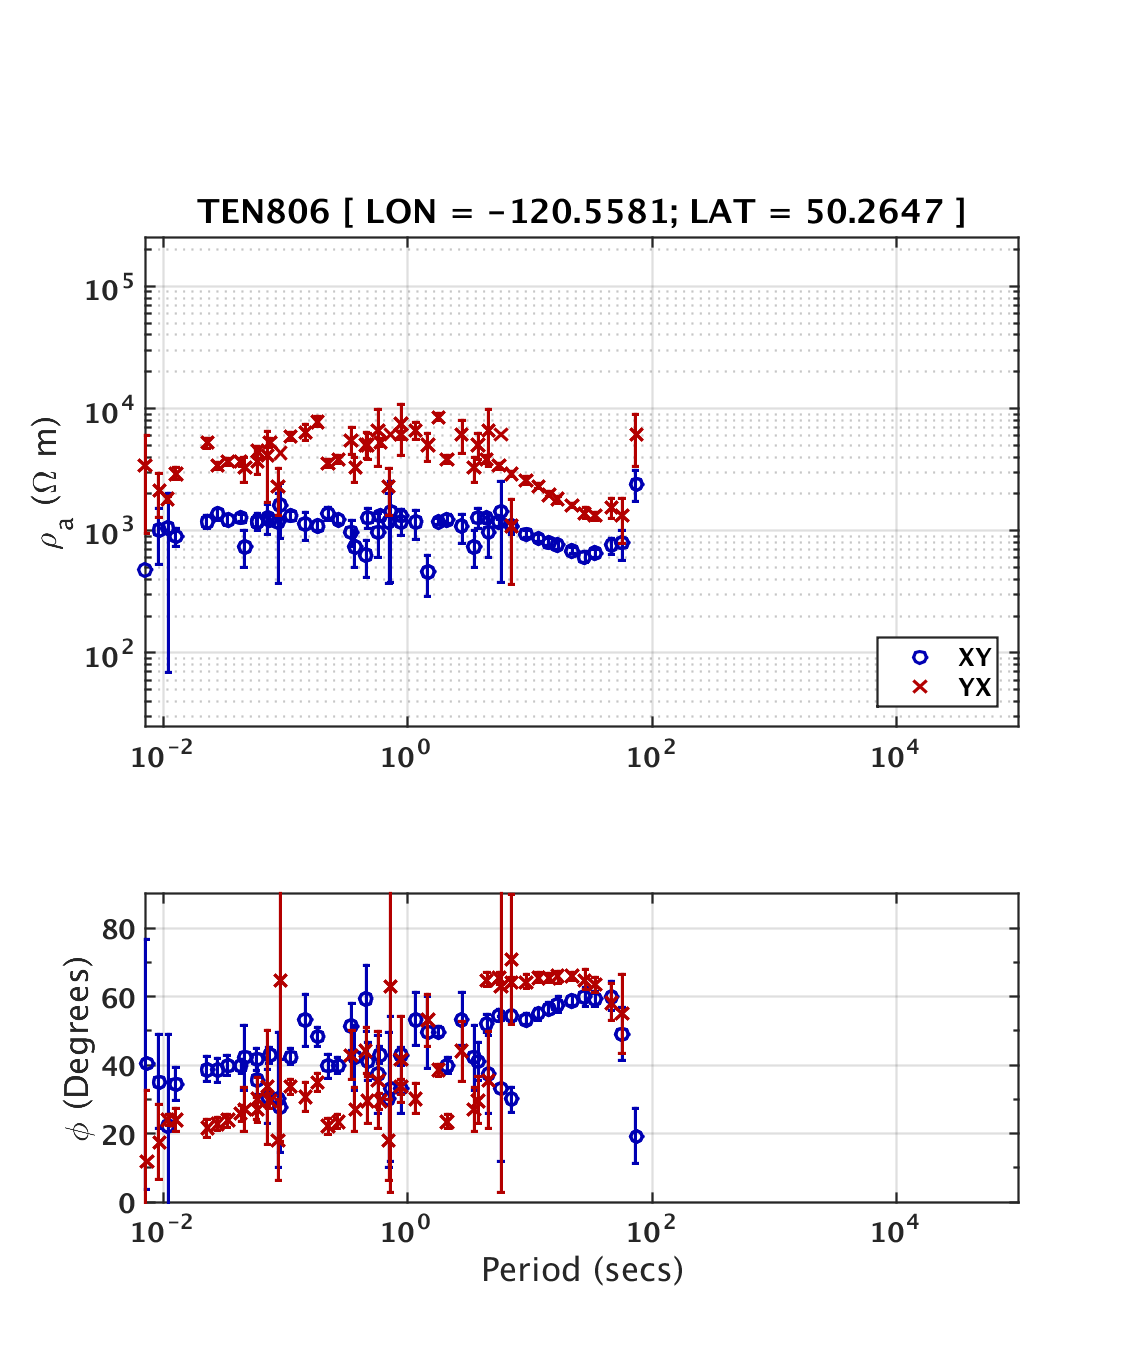 TEN806 [ LON = -120.5581; LAT = 50.2647 ]
ρa (Ω m)
10^5
10^4
10^3
10^2
XY
YX
10^-2 10^0 10^2 10^4
φ (Degrees)
80
60
40
20
0
10^-2 10^0 10^2 10^4
Period (secs)